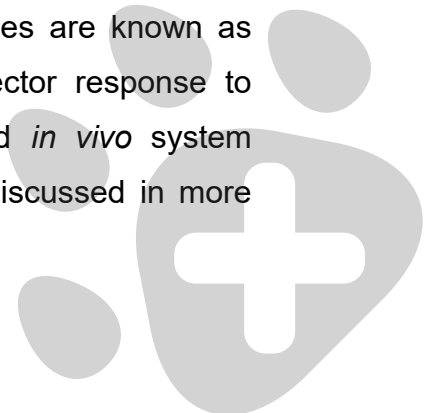 es are known as
ector response to
d in vivo system
iscussed in more